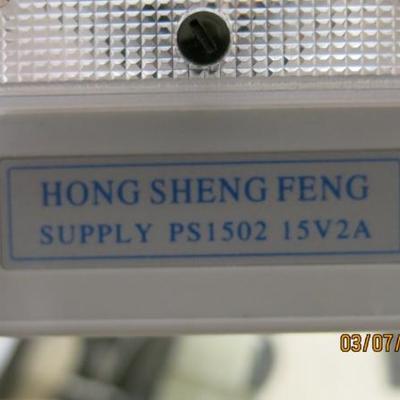 HONG SHENG FENG
SUPPLY PS1502 15V2A
03/07/